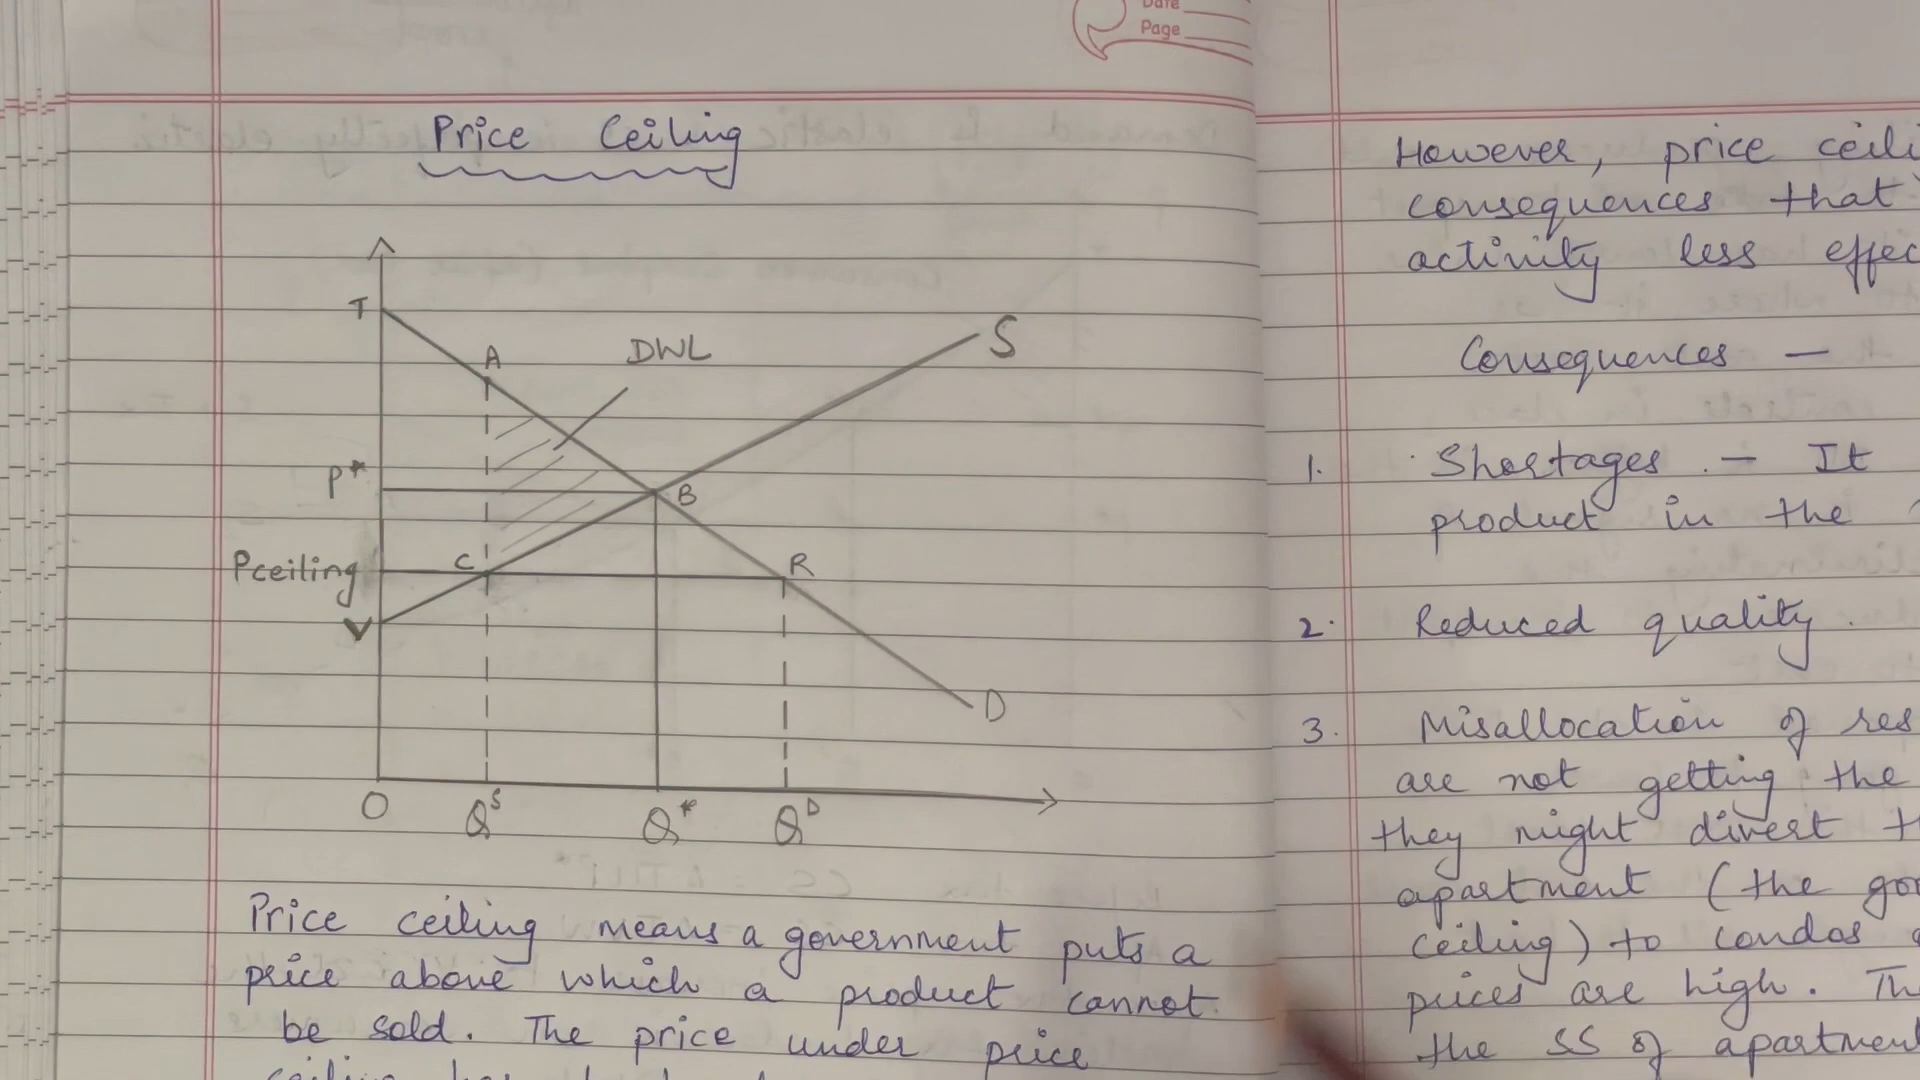 Date
Page
Price Ceiling
T
A
DWL
S
P*
B
Pceiling
C
R
V
D
O
Q^S
Q*
Q^D
Price ceiling means a government puts a
price above which a product cannot
be sold. The price under price
However, price ceili
consequences that
activity less effec
Consequences —
1. Shortages. — It
product in the
2. Reduced quality.
3. Misallocation of res
are not getting the
they might divert t
apartment (the goo
ceiling) to condos
prices are high. Th
the SS of apartment